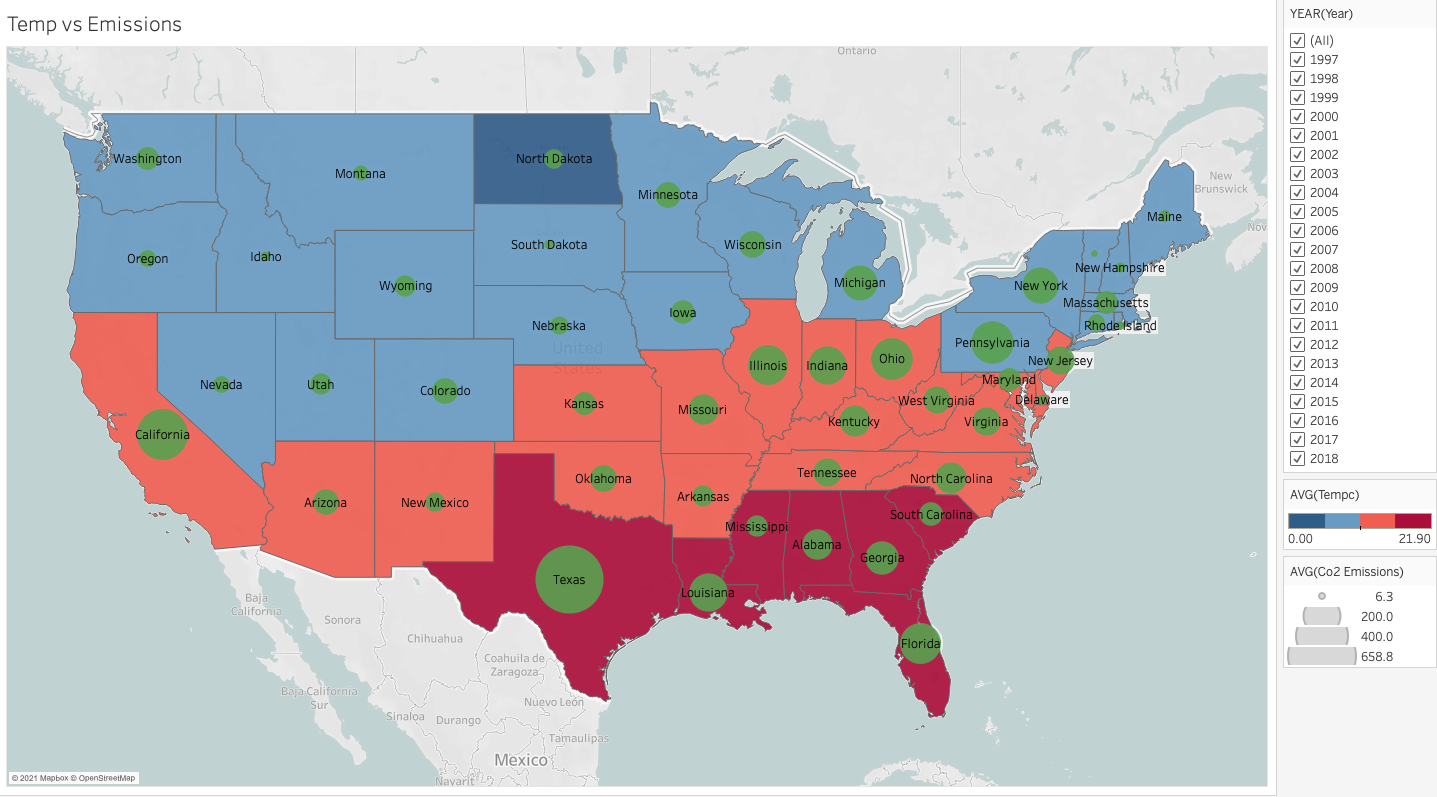 Temp vs Emissions
Ontario
New
Brunswick
Nov
Washington
Montana
North Dakota
Minnesota
Maine
Oregon
Idaho
South Dakota
Wisconsin
New Hampshire
Wyoming
Michigan
New York
Massachusetts
Nebraska
Iowa
Rhode Island
United
States
Pennsylvania
New Jersey
Nevada
Utah
Colorado
Illinois
Indiana
Ohio
Maryland
Delaware
Kansas
Missouri
West Virginia
Kentucky
Virginia
California
Arizona
New Mexico
Oklahoma
Arkansas
Tennessee
North Carolina
Mississippi
Alabama
Georgia
South Carolina
Texas
Louisiana
Florida
Baja
California
Sonora
Chihuahua
Coahuila de
Zaragoza
Baja California
Sur
Sinaloa
Durango
Nuevo León
Tamaulipas
Mexico
Nayarit
© 2021 Mapbox © OpenStreetMap
YEAR(Year)
(All)
1997
1998
1999
2000
2001
2002
2003
2004
2005
2006
2007
2008
2009
2010
2011
2012
2013
2014
2015
2016
2017
2018
AVG(Tempc)
0.00 21.90
AVG(Co2 Emissions)
6.3
200.0
400.0
658.8